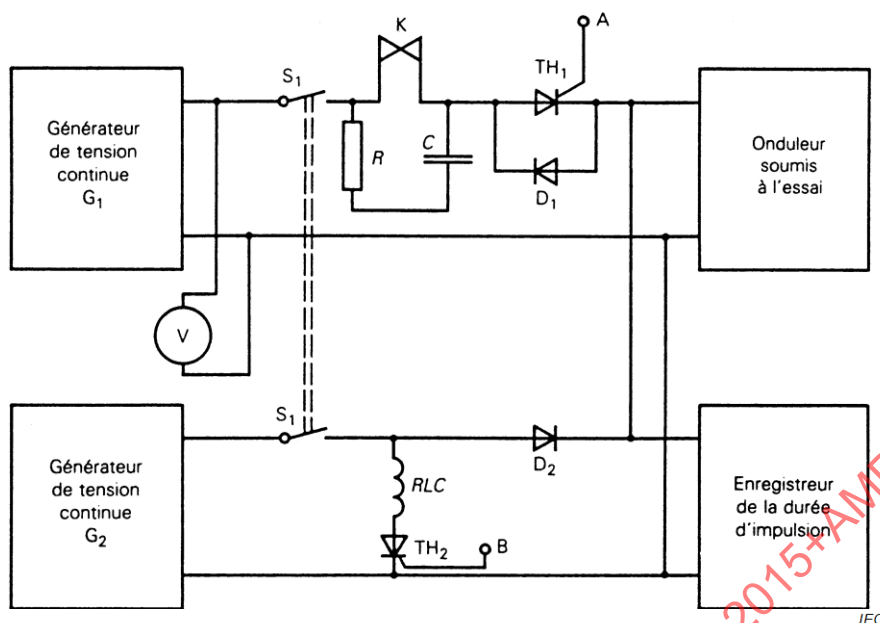 A
K
S₁
TH₁
Générateur
de tension
continue
G₁
R
C
D₁
Onduleur
soumis
à l'essai
V
S₁
Générateur
de tension
continue
G₂
RLC
TH₂
B
D₂
Enregistreur
de la durée
d'impulsion
2015+AM
IEC